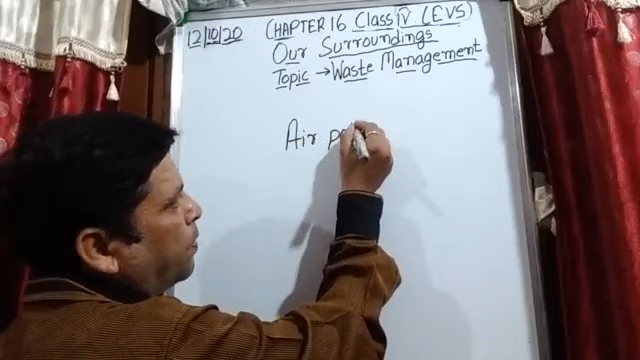 12/10/20 (CHAPTER 16 Class IV (EVS)
Our Surroundings
Topic → Waste Management
Air